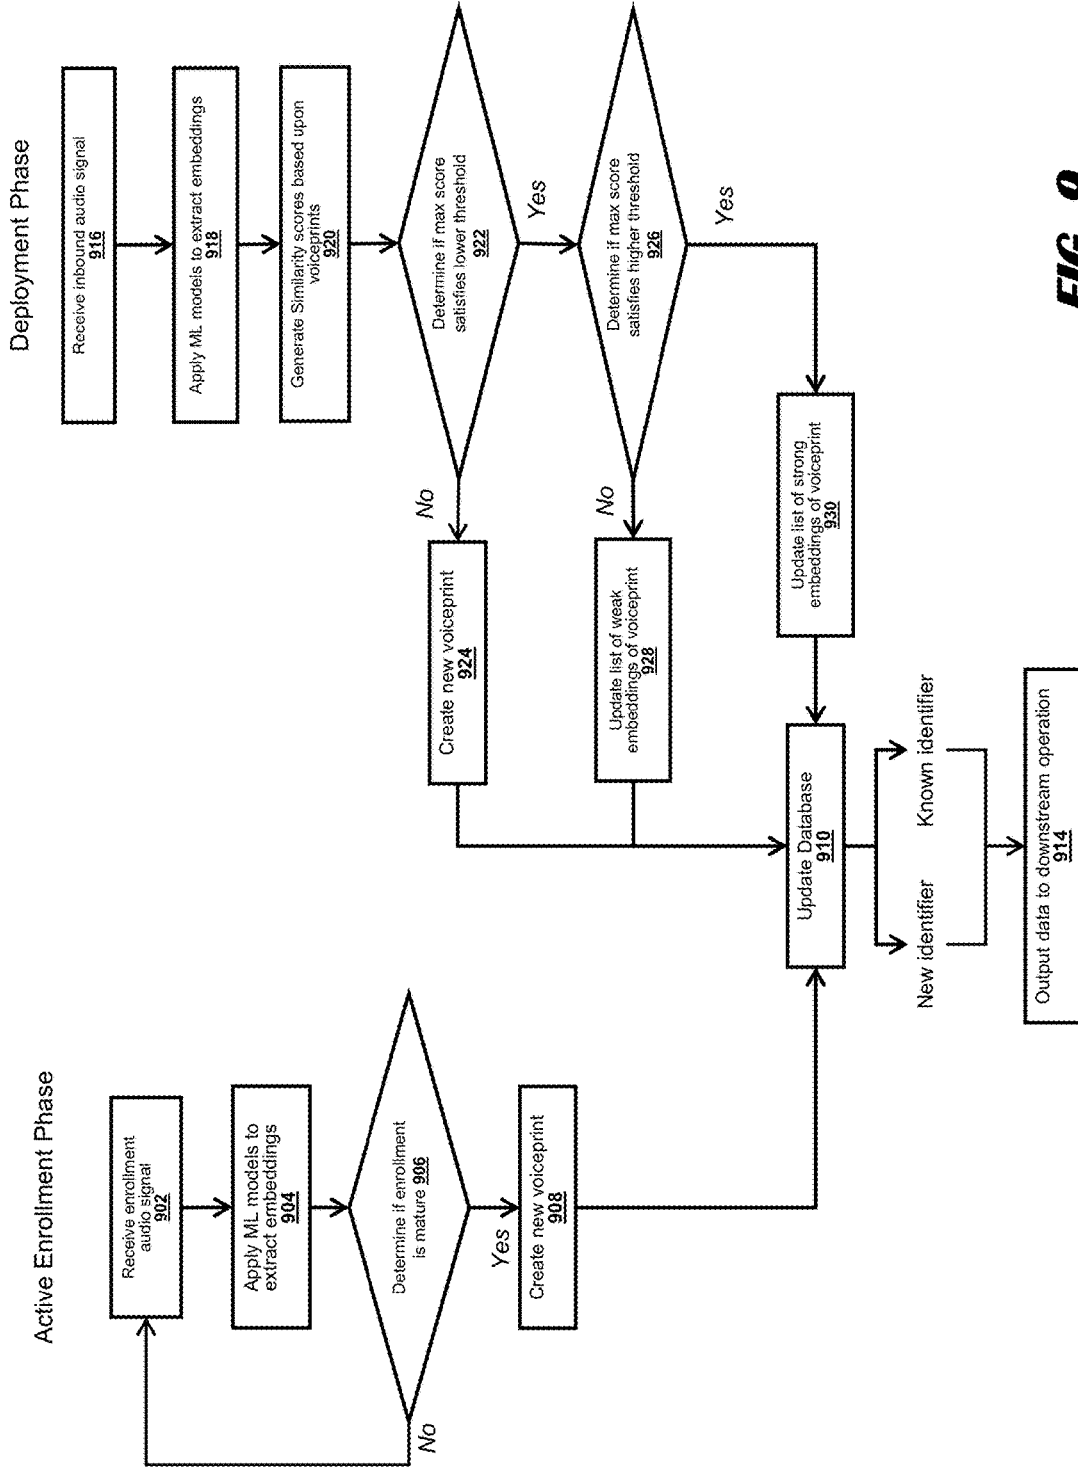 Active Enrollment Phase
Receive enrollment
audio signal
902
Apply ML models to
extract embeddings
904
Determine if enrollment
is mature 906
No
Yes
Create new voiceprint
908
Deployment Phase
Receive inbound audio signal
916
Apply ML models to extract embeddings
918
Generate Similarity scores based upon
voiceprints
920
Determine if max score
satisfies lower threshold
922
No
Yes
Create new voiceprint
924
Determine if max score
satisfies higher threshold
926
No
Yes
Update list of weak
embeddings of voiceprint
928
Update list of strong
embeddings of voiceprint
930
Update Database
910
New identifier
Known identifier
Output data to downstream operation
914
FIG. 9